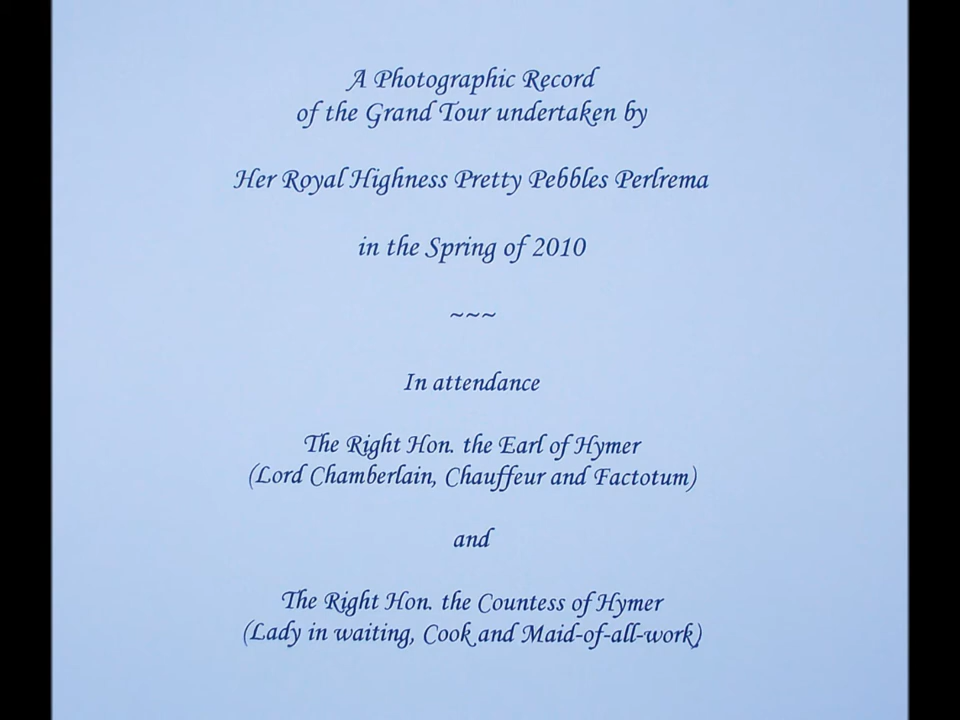 A Photographic Record
of the Grand Tour undertaken by
Her Royal Highness Pretty Pebbles Perlrema
in the Spring of 2010
~~~
In attendance
The Right Hon. the Earl of Hymer
(Lord Chamberlain, Chauffeur and Factotum)
and
The Right Hon. the Countess of Hymer
(Lady in waiting, Cook and Maid-of-all-work)